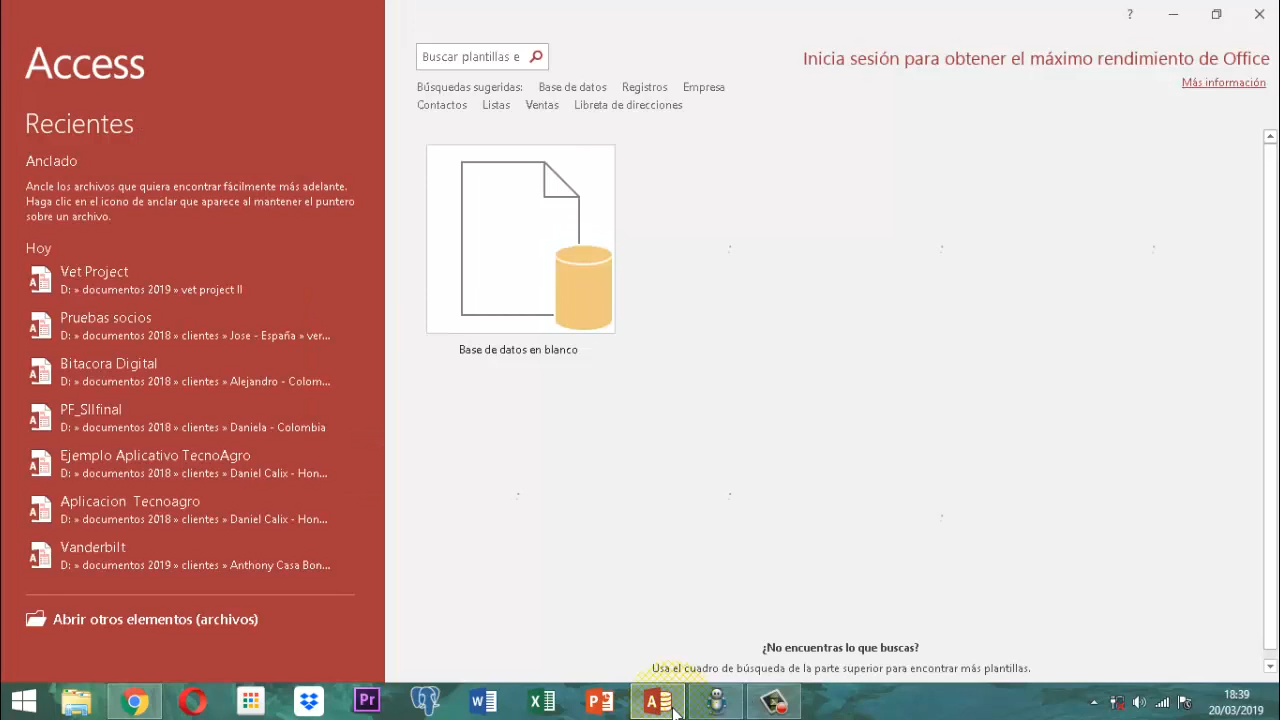 Access
Recientes
Anclado
Ancle los archivos que quiera encontrar fácilmente más adelante.
Haga clic en el icono de anclar que aparece al mantener el puntero
sobre un archivo.
Hoy
Vet Project
D: » documentos 2019 » vet project II
Pruebas socios
D: » documentos 2018 » clientes » Jose - España » ver...
Bitacora Digital
D: » documentos 2018 » clientes » Alejandro - Colom...
PF_SIIfinal
D: » documentos 2018 » clientes » Daniela - Colombia
Ejemplo Aplicativo TecnoAgro
D: » documentos 2018 » clientes » Daniel Calix - Hon...
Aplicacion Tecnoagro
D: » documentos 2018 » clientes » Daniel Calix - Hon...
Vanderbilt
D: » documentos 2019 » clientes » Anthony Casa Bon...
Abrir otros elementos (archivos)
?
Buscar plantillas e
Inicia sesión para obtener el máximo rendimiento de Office
Más información
Búsquedas sugeridas: Base de datos Registros Empresa
Contactos Listas Ventas Libreta de direcciones
Base de datos en blanco
¿No encuentras lo que buscas?
Usa el cuadro de búsqueda de la parte superior para encontrar más plantillas.
Pr
18:39
20/03/2019